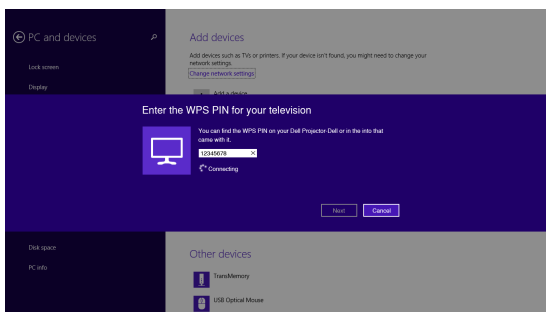 PC and devices
Lock screen
Display
Add devices
Add devices such as TVs or printers. If your device isn't found, you might need to change your
network settings.
Change network settings
Add a device
Enter the WPS PIN for your television
You can find the WPS PIN on your Dell Projector-Dell or in the into that
came with it.
12345678
Connecting
Next
Cancel
Disk space
PC info
Other devices
TransMemory
USB Optical Mouse